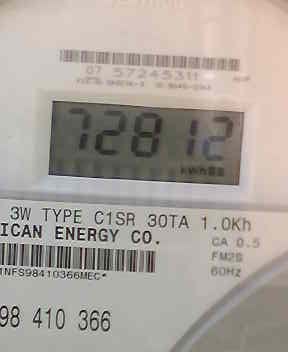 07 57245311
72812
kWh
3W TYPE C1SR 30TA 1.0Kh
ICAN ENERGY CO.
CA 0.5
FM2S
60Hz
1NFS98410366MEC*
98 410 366